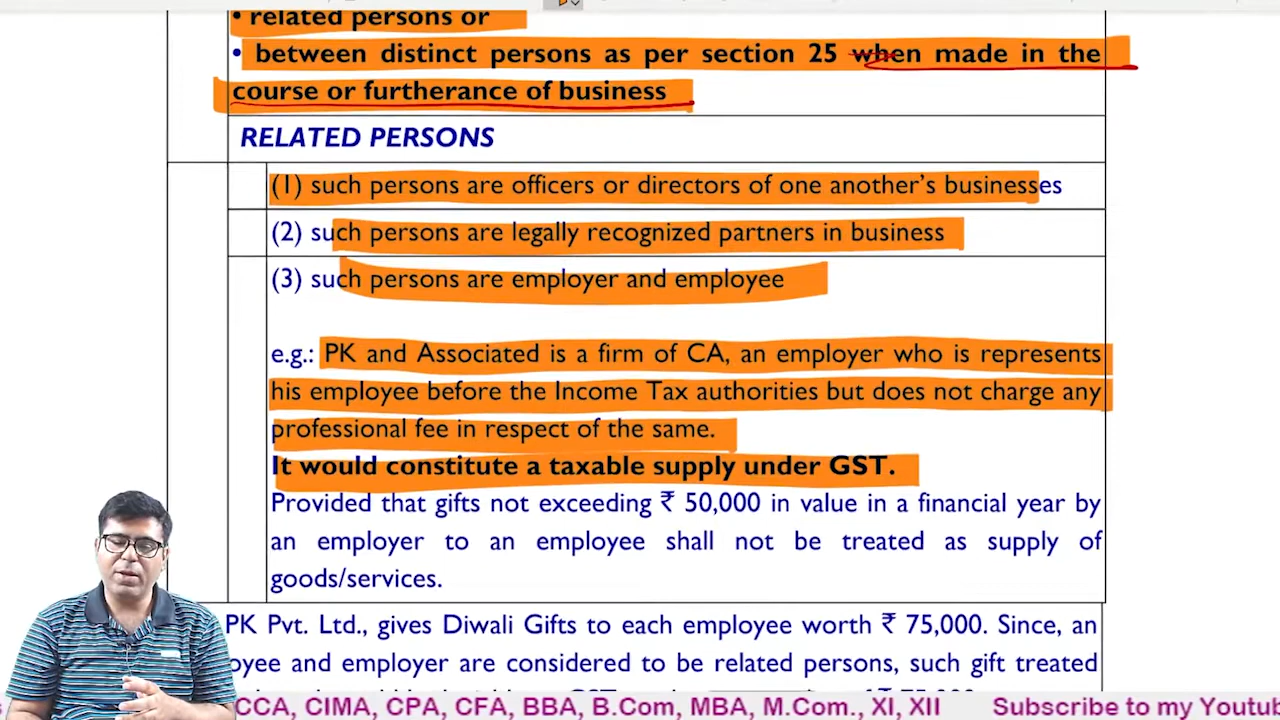 • related persons or
• between distinct persons as per section 25 when made in the
course or furtherance of business
RELATED PERSONS
(1) such persons are officers or directors of one another's businesses
(2) such persons are legally recognized partners in business
(3) such persons are employer and employee
e.g.: PK and Associated is a firm of CA, an employer who is represents
his employee before the Income Tax authorities but does not charge any
professional fee in respect of the same.
It would constitute a taxable supply under GST.
Provided that gifts not exceeding ₹ 50,000 in value in a financial year by
an employer to an employee shall not be treated as supply of
goods/services.
PK Pvt. Ltd., gives Diwali Gifts to each employee worth ₹ 75,000. Since, an
oyee and employer are considered to be related persons, such gift treated
CCA, CIMA, CPA, CFA, BBA, B.Com, MBA, M.Com., XI, XII Subscribe to my Youtub